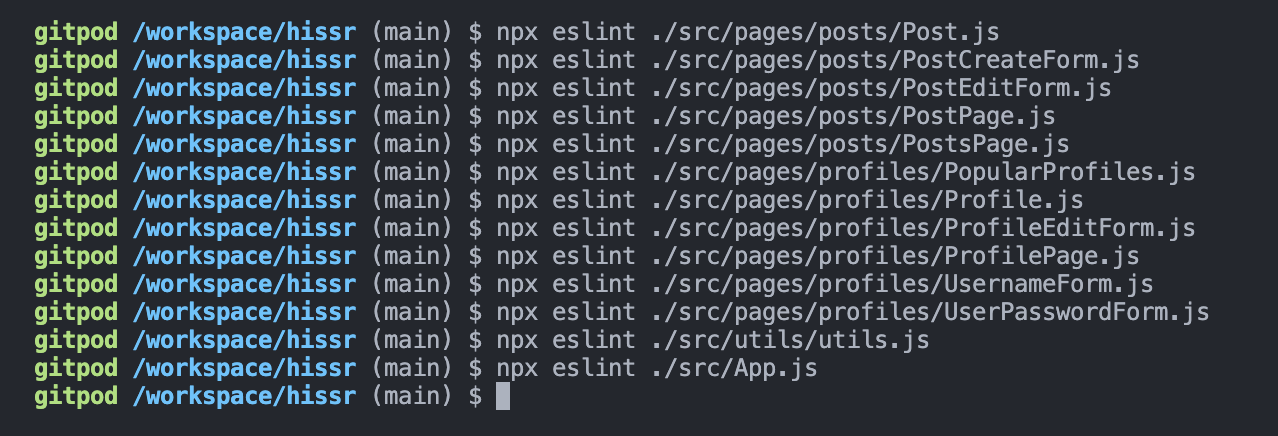 gitpod /workspace/hissr (main) $ npx eslint ./src/pages/posts/Post.js
gitpod /workspace/hissr (main) $ npx eslint ./src/pages/posts/PostCreateForm.js
gitpod /workspace/hissr (main) $ npx eslint ./src/pages/posts/PostEditForm.js
gitpod /workspace/hissr (main) $ npx eslint ./src/pages/posts/PostPage.js
gitpod /workspace/hissr (main) $ npx eslint ./src/pages/posts/PostsPage.js
gitpod /workspace/hissr (main) $ npx eslint ./src/pages/profiles/PopularProfiles.js
gitpod /workspace/hissr (main) $ npx eslint ./src/pages/profiles/Profile.js
gitpod /workspace/hissr (main) $ npx eslint ./src/pages/profiles/ProfileEditForm.js
gitpod /workspace/hissr (main) $ npx eslint ./src/pages/profiles/ProfilePage.js
gitpod /workspace/hissr (main) $ npx eslint ./src/pages/profiles/UsernameForm.js
gitpod /workspace/hissr (main) $ npx eslint ./src/pages/profiles/UserPasswordForm.js
gitpod /workspace/hissr (main) $ npx eslint ./src/utils/utils.js
gitpod /workspace/hissr (main) $ npx eslint ./src/App.js
gitpod /workspace/hissr (main) $